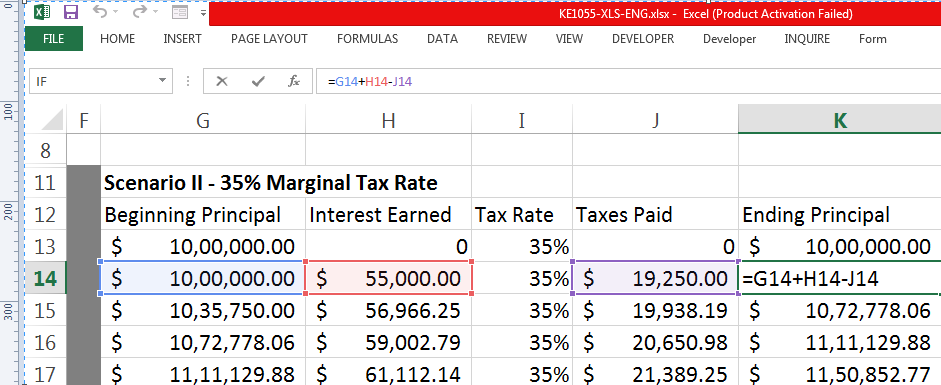 KE1055-XLS-ENG.xlsx - Excel (Product Activation Failed)
FILE HOME INSERT PAGE LAYOUT FORMULAS DATA REVIEW VIEW DEVELOPER Developer INQUIRE Form
IF fx =G14+H14-J14
F G H I J K
8
11 Scenario II - 35% Marginal Tax Rate
12 Beginning Principal Interest Earned Tax Rate Taxes Paid Ending Principal
13 $ 10,00,000.00 0 35% 0 $ 10,00,000.00
14 $ 10,00,000.00 $ 55,000.00 35% $ 19,250.00 =G14+H14-J14
15 $ 10,35,750.00 $ 56,966.25 35% $ 19,938.19 $ 10,72,778.06
16 $ 10,72,778.06 $ 59,002.79 35% $ 20,650.98 $ 11,11,129.88
17 $ 11,11,129.88 $ 61,112.14 35% $ 21,389.25 $ 11,50,852.77
0
100
200
300